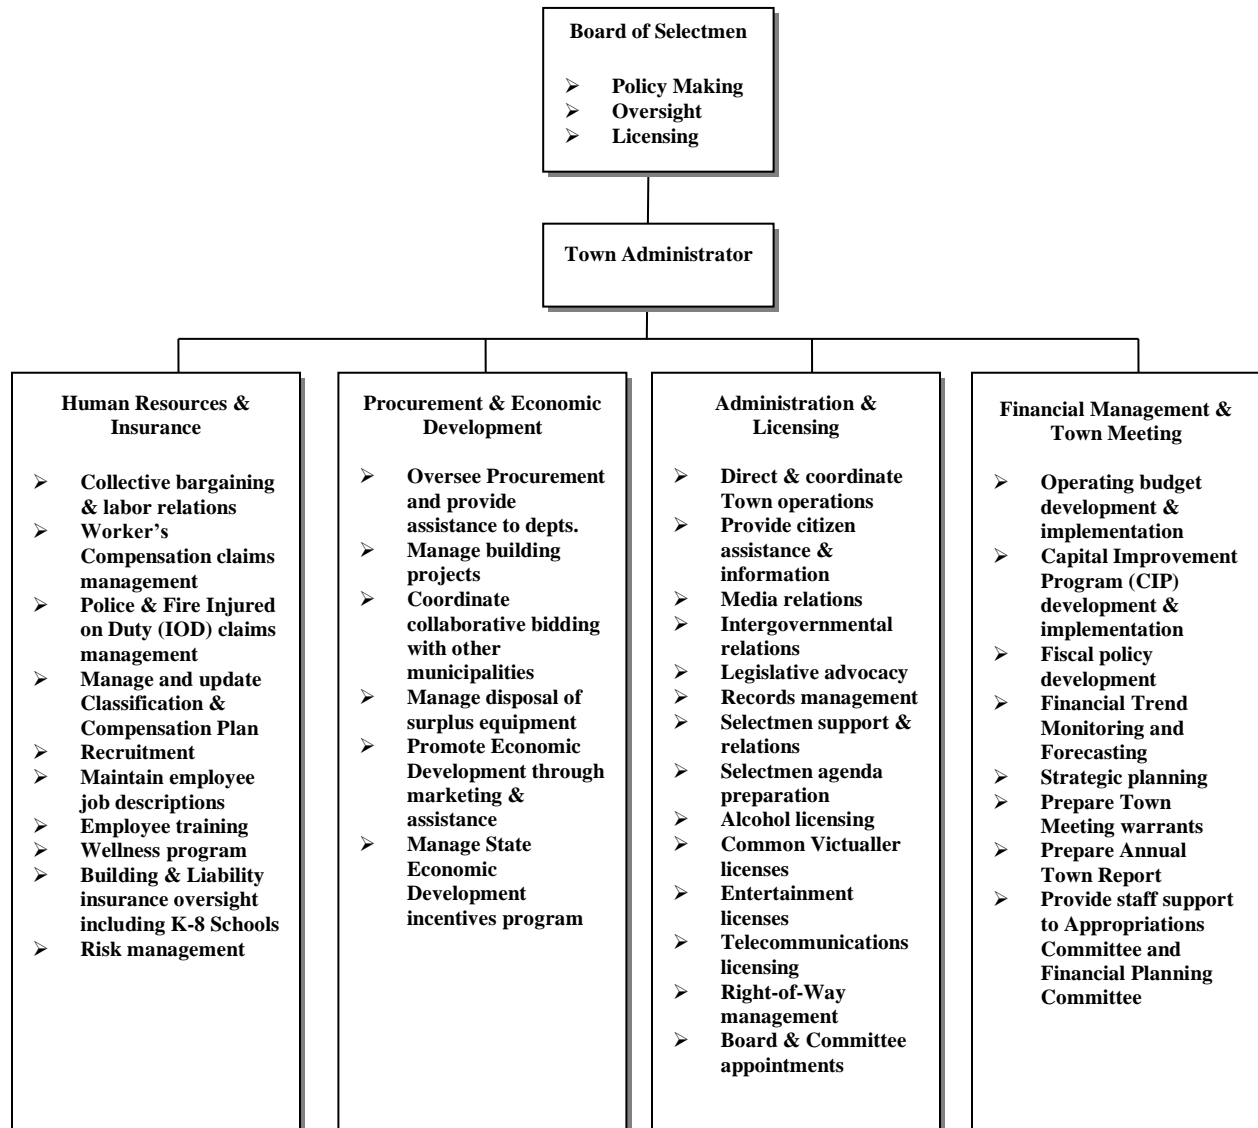 Board of Selectmen
➢ Policy Making
➢ Oversight
➢ Licensing
Town Administrator
Human Resources &
Insurance
➢ Collective bargaining
& labor relations
➢ Worker’s
Compensation claims
management
➢ Police & Fire Injured
on Duty (IOD) claims
management
➢ Manage and update
Classification &
Compensation Plan
➢ Recruitment
➢ Maintain employee
job descriptions
➢ Employee training
➢ Wellness program
➢ Building & Liability
insurance oversight
including K-8 Schools
➢ Risk management
Procurement & Economic
Development
➢ Oversee Procurement
and provide
assistance to depts.
➢ Manage building
projects
➢ Coordinate
collaborative bidding
with other
municipalities
➢ Manage disposal of
surplus equipment
➢ Promote Economic
Development through
marketing &
assistance
➢ Manage State
Economic
Development
incentives program
Administration &
Licensing
➢ Direct & coordinate
Town operations
➢ Provide citizen
assistance &
information
➢ Media relations
➢ Intergovernmental
relations
➢ Legislative advocacy
➢ Records management
➢ Selectmen support &
relations
➢ Selectmen agenda
preparation
➢ Alcohol licensing
➢ Common Victualler
licenses
➢ Entertainment
licenses
➢ Telecommunications
licensing
➢ Right-of-Way
management
➢ Board & Committee
appointments
Financial Management &
Town Meeting
➢ Operating budget
development &
implementation
➢ Capital Improvement
Program (CIP)
development &
implementation
➢ Fiscal policy
development
➢ Financial Trend
Monitoring and
Forecasting
➢ Strategic planning
➢ Prepare Town
Meeting warrants
➢ Prepare Annual
Town Report
➢ Provide staff support
to Appropriations
Committee and
Financial Planning
Committee